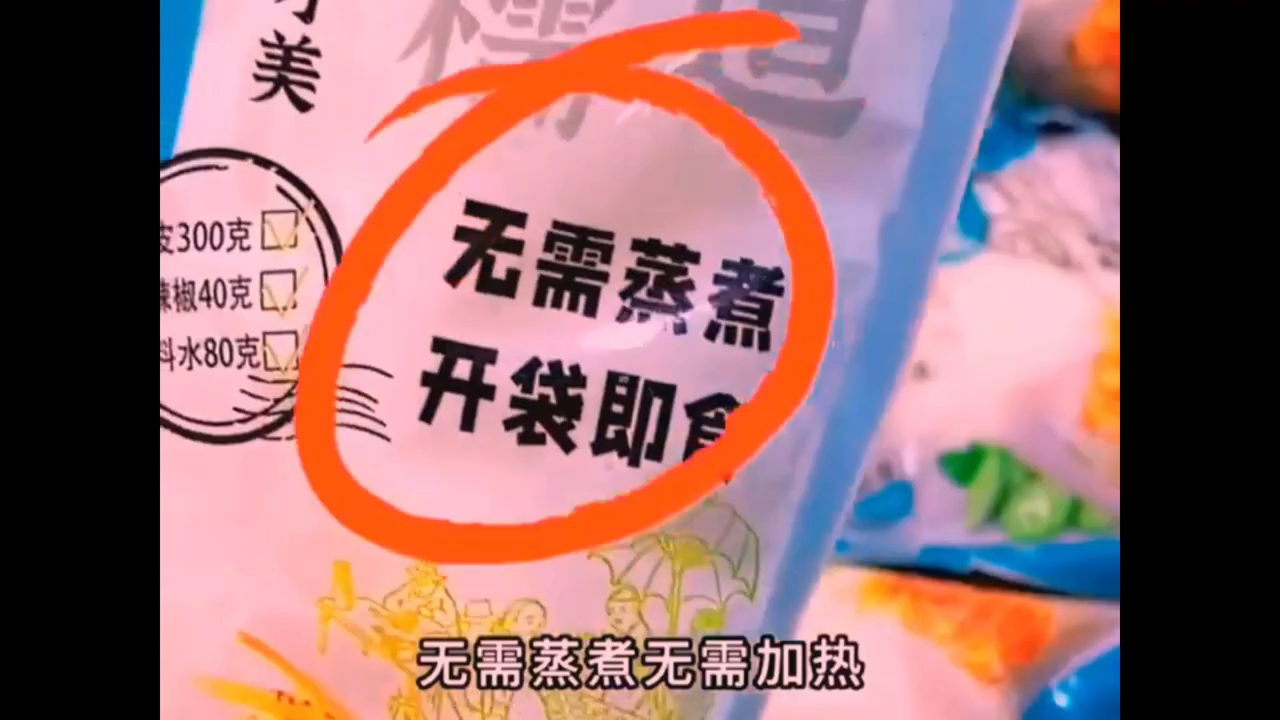 美
皮300克
辣椒40克
料水80克
道
无需蒸煮
开袋即食
无需蒸煮无需加热